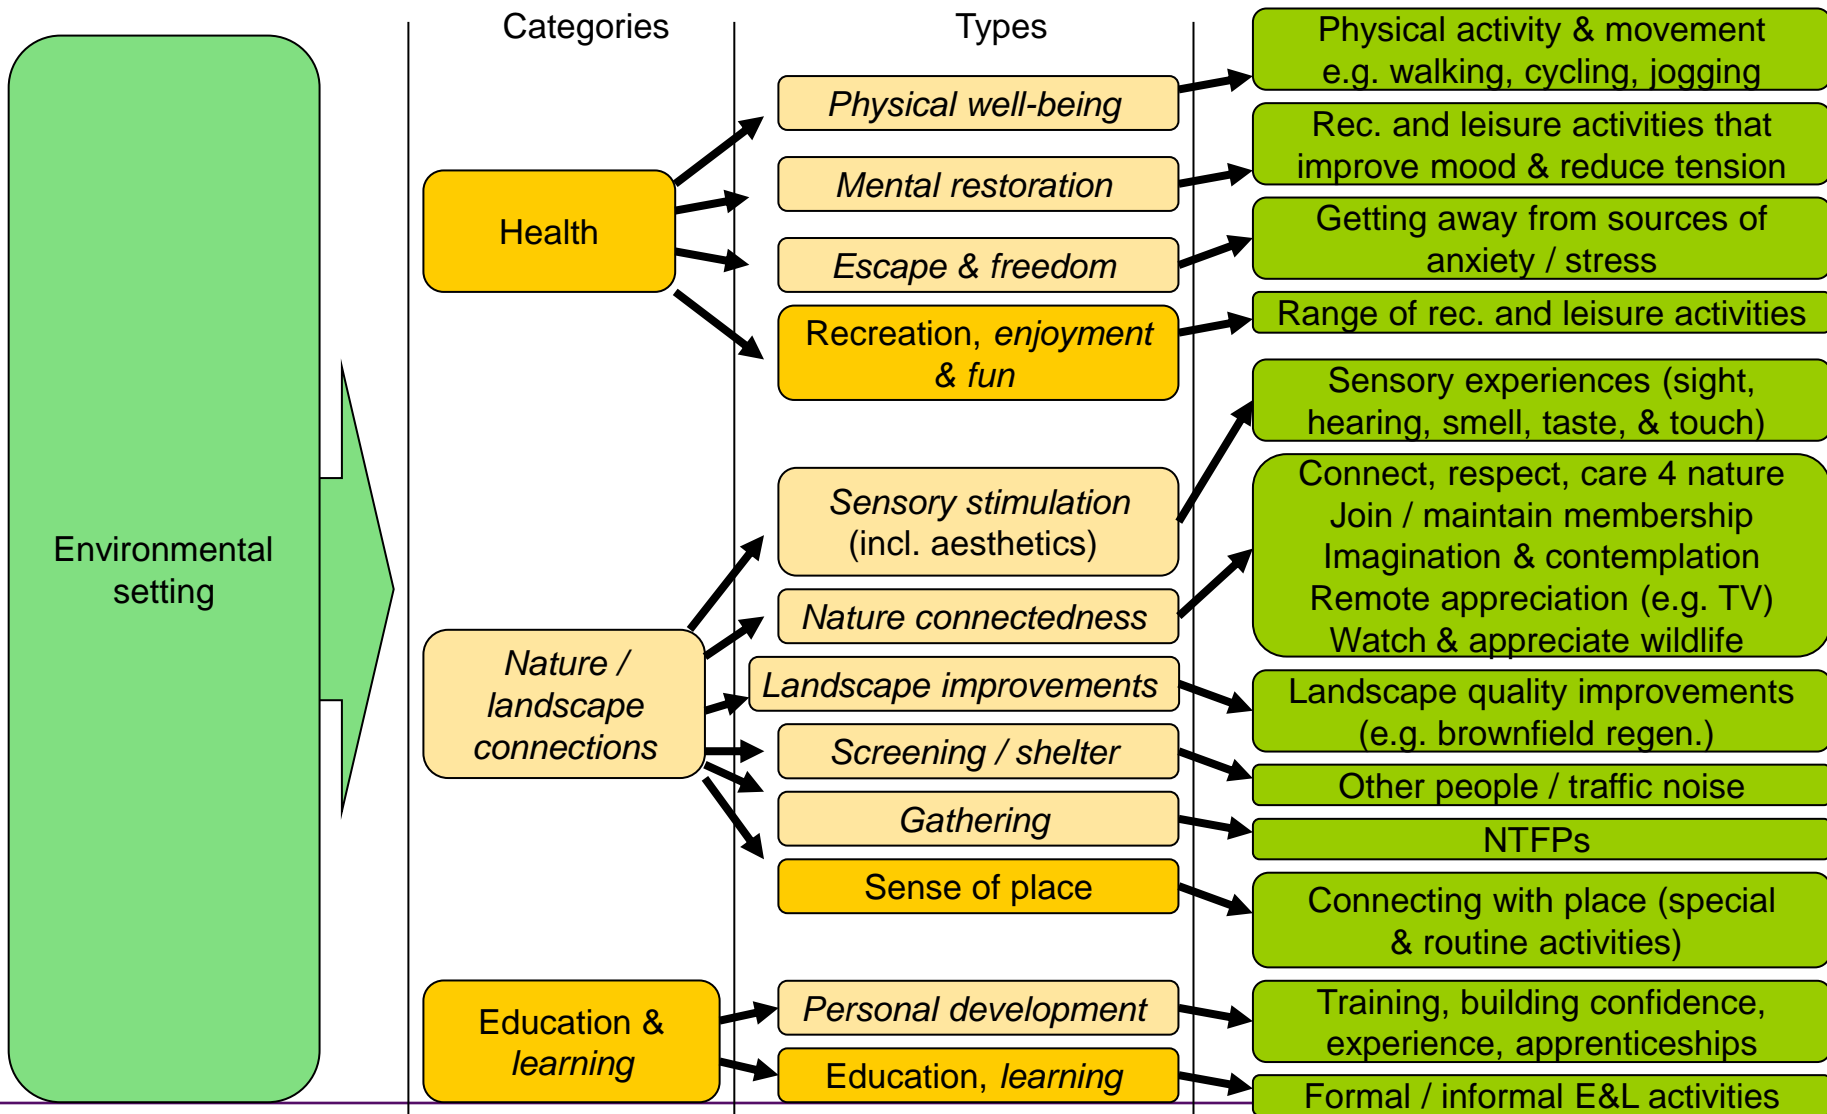 Categories
Types
Environmental
setting
Health
Nature /
landscape
connections
Education &
learning
Physical well-being
Mental restoration
Escape & freedom
Recreation, enjoyment
& fun
Sensory stimulation
(incl. aesthetics)
Nature connectedness
Landscape improvements
Screening / shelter
Gathering
Sense of place
Personal development
Education, learning
Physical activity & movement
e.g. walking, cycling, jogging
Rec. and leisure activities that
improve mood & reduce tension
Getting away from sources of
anxiety / stress
Range of rec. and leisure activities
Sensory experiences (sight,
hearing, smell, taste, & touch)
Connect, respect, care 4 nature
Join / maintain membership
Imagination & contemplation
Remote appreciation (e.g. TV)
Watch & appreciate wildlife
Landscape quality improvements
(e.g. brownfield regen.)
Other people / traffic noise
NTFPs
Connecting with place (special
& routine activities)
Training, building confidence,
experience, apprenticeships
Formal / informal E&L activities